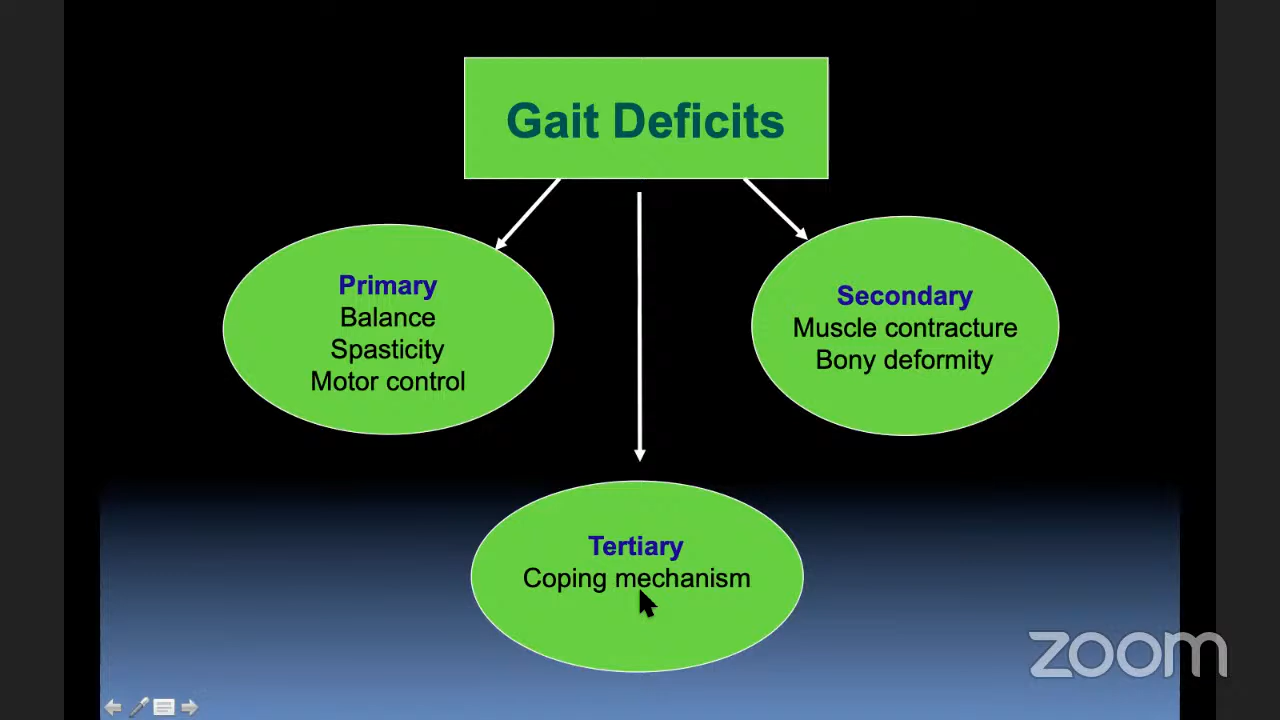 Gait Deficits
Primary
Balance
Spasticity
Motor control
Secondary
Muscle contracture
Bony deformity
Tertiary
Coping mechanism
zoom